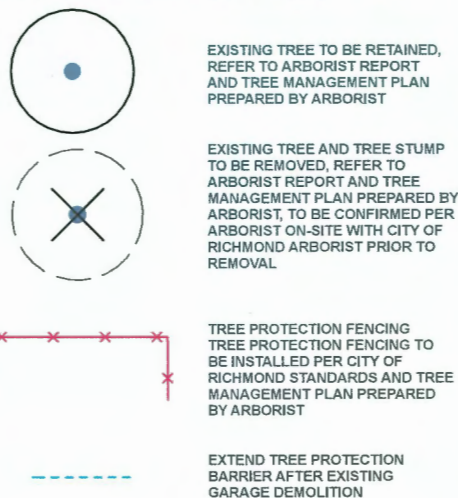 EXISTING TREE TO BE RETAINED,
REFER TO ARBORIST REPORT
AND TREE MANAGEMENT PLAN
PREPARED BY ARBORIST
EXISTING TREE AND TREE STUMP
TO BE REMOVED, REFER TO
ARBORIST REPORT AND TREE
MANAGEMENT PLAN PREPARED BY
ARBORIST, TO BE CONFIRMED PER
ARBORIST ON-SITE WITH CITY OF
RICHMOND ARBORIST PRIOR TO
REMOVAL
TREE PROTECTION FENCING
TREE PROTECTION FENCING TO
BE INSTALLED PER CITY OF
RICHMOND STANDARDS AND TREE
MANAGEMENT PLAN PREPARED
BY ARBORIST
EXTEND TREE PROTECTION
BARRIER AFTER EXISTING
GARAGE DEMOLITION